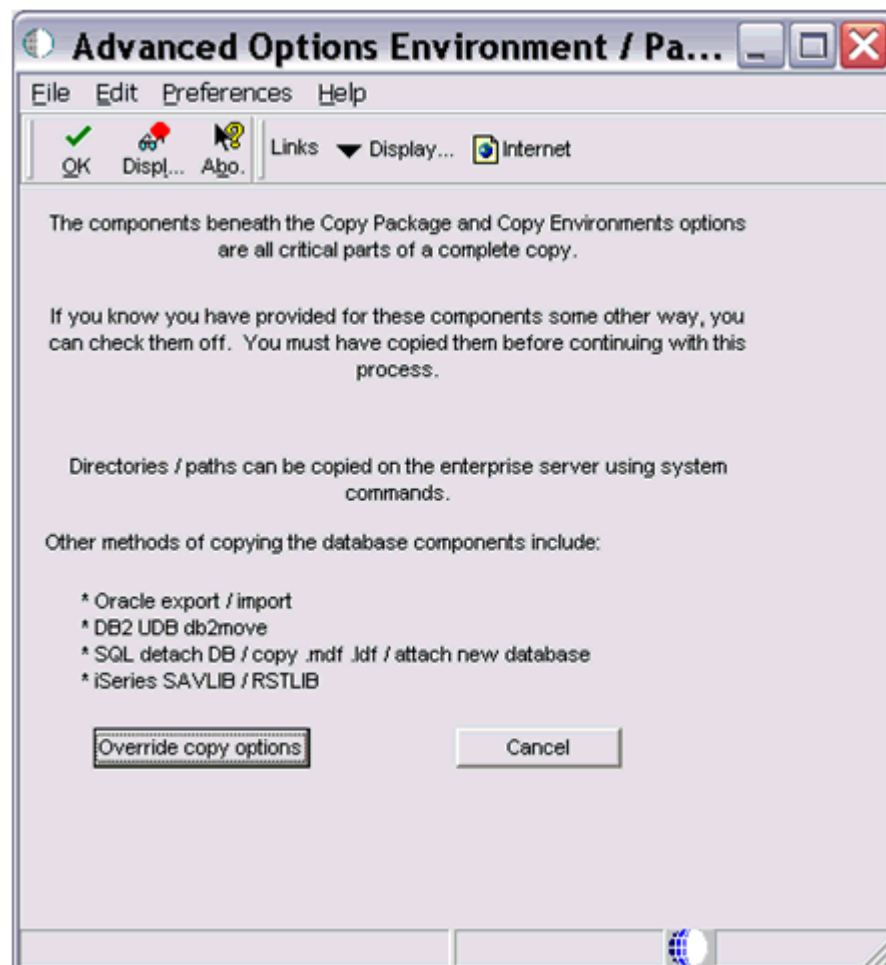 Advanced Options Environment / Pa...
File Edit Preferences Help
OK Displ... Abo. Links Display... Internet
The components beneath the Copy Package and Copy Environments options
are all critical parts of a complete copy.
If you know you have provided for these components some other way, you
can check them off. You must have copied them before continuing with this
process.
Directories / paths can be copied on the enterprise server using system
commands.
Other methods of copying the database components include:
* Oracle export / import
* DB2 UDB db2move
* SQL detach DB / copy .mdf .ldf / attach new database
* iSeries SAVLIB / RSTLIB
Override copy options Cancel